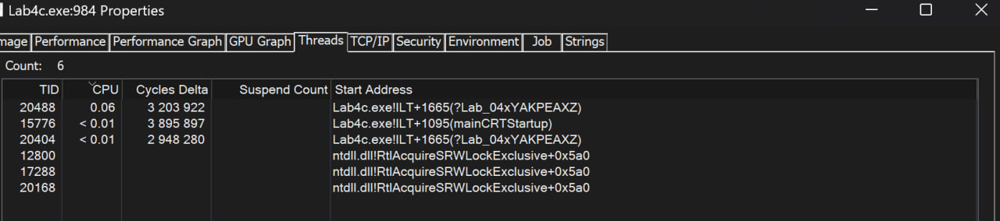 Lab4c.exe:984 Properties
mage Performance Performance Graph GPU Graph Threads TCP/IP Security Environment Job Strings
Count: 6
TID CPU Cycles Delta Suspend Count Start Address
20488 0.06 3 203 922 Lab4c.exe!ILT+1665(?Lab_04xYAKPEAXZ)
15776 < 0.01 3 895 897 Lab4c.exe!ILT+1095(mainCRTStartup)
20404 < 0.01 2 948 280 Lab4c.exe!ILT+1665(?Lab_04xYAKPEAXZ)
12800 ntdll.dll!RtlAcquireSRWLockExclusive+0x5a0
17288 ntdll.dll!RtlAcquireSRWLockExclusive+0x5a0
20168 ntdll.dll!RtlAcquireSRWLockExclusive+0x5a0